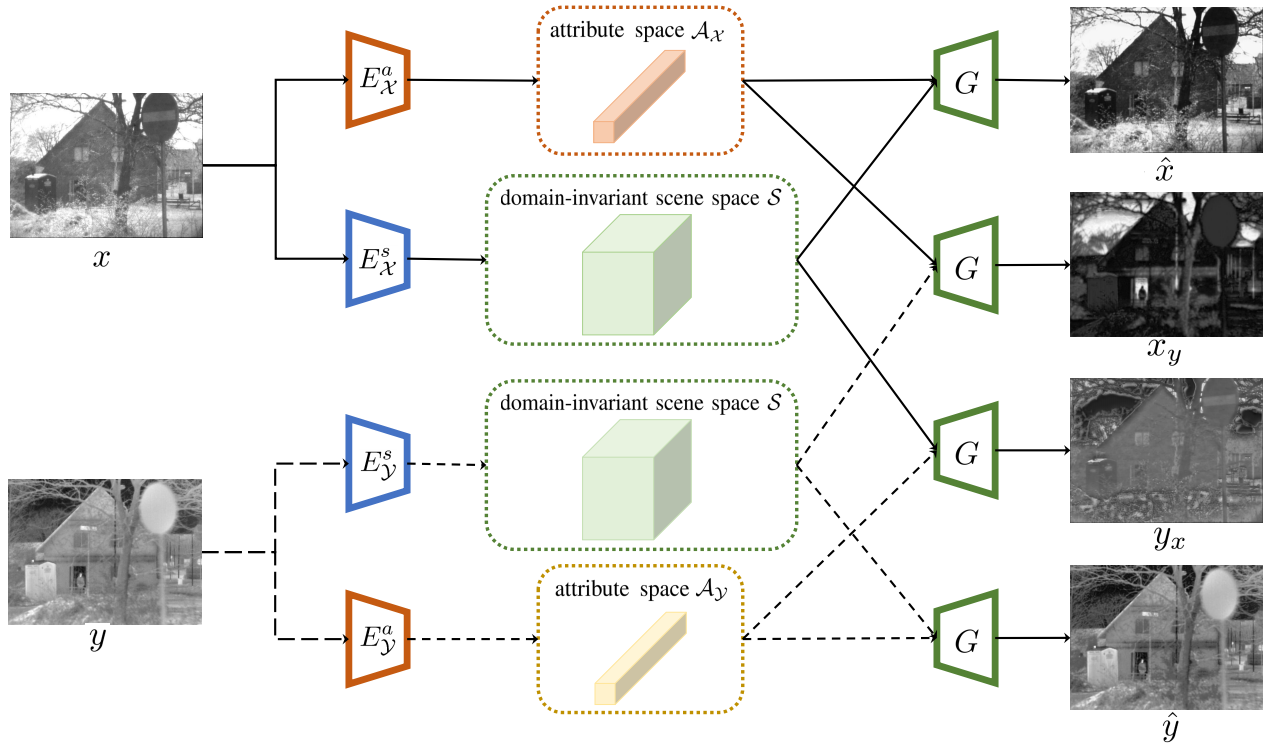 attribute space 𝒜_𝒳
E^a_𝒳
G
x̂
domain-invariant scene space 𝒮
x
E^s_𝒳
G
x_y
domain-invariant scene space 𝒮
E^s_𝒴
G
y_x
attribute space 𝒜_𝒴
y
E^a_𝒴
G
ŷ